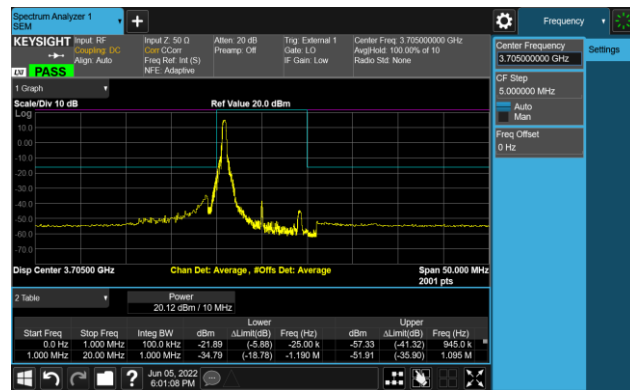 Spectrum Analyzer 1
SEM
+
Frequency
KEYSIGHT Input: RF
Coupling: DC
Align: Auto
LXI PASS
Input Z: 50 Ω
Corr CCorr
Freq Ref: Int (S)
NFE: Adaptive
Atten: 20 dB
Preamp: Off
Trig: External 1
Gate: LO
IF Gain: Low
Center Freq: 3.705000000 GHz
Avg|Hold: 100.00% of 10
Radio Std: None
Center Frequency
3.705000000 GHz
Settings
CF Step
5.000000 MHz
Auto
Man
Freq Offset
0 Hz
1 Graph
Scale/Div 10 dB Ref Value 20.0 dBm
Log
10.0
0.00
-10.0
-20.0
-30.0
-40.0
-50.0
-60.0
-70.0
Disp Center 3.70500 GHz Chan Det: Average , #Offs Det: Average Span 50.000 MHz
2001 pts
2 Table
Power
20.12 dBm / 10 MHz
Lower Upper
Start Freq Stop Freq Integ BW dBm ΔLimit(dB) Freq (Hz) dBm ΔLimit(dB) Freq (Hz)
0.0 Hz 1.000 MHz 100.0 kHz -21.89 (-5.88) -25.00 k -57.33 (-41.32) 945.0 k
1.000 MHz 20.00 MHz 1.000 MHz -34.79 (-18.78) -1.190 M -51.91 (-35.90) 1.095 M
? Jun 05, 2022
6:01:08 PM